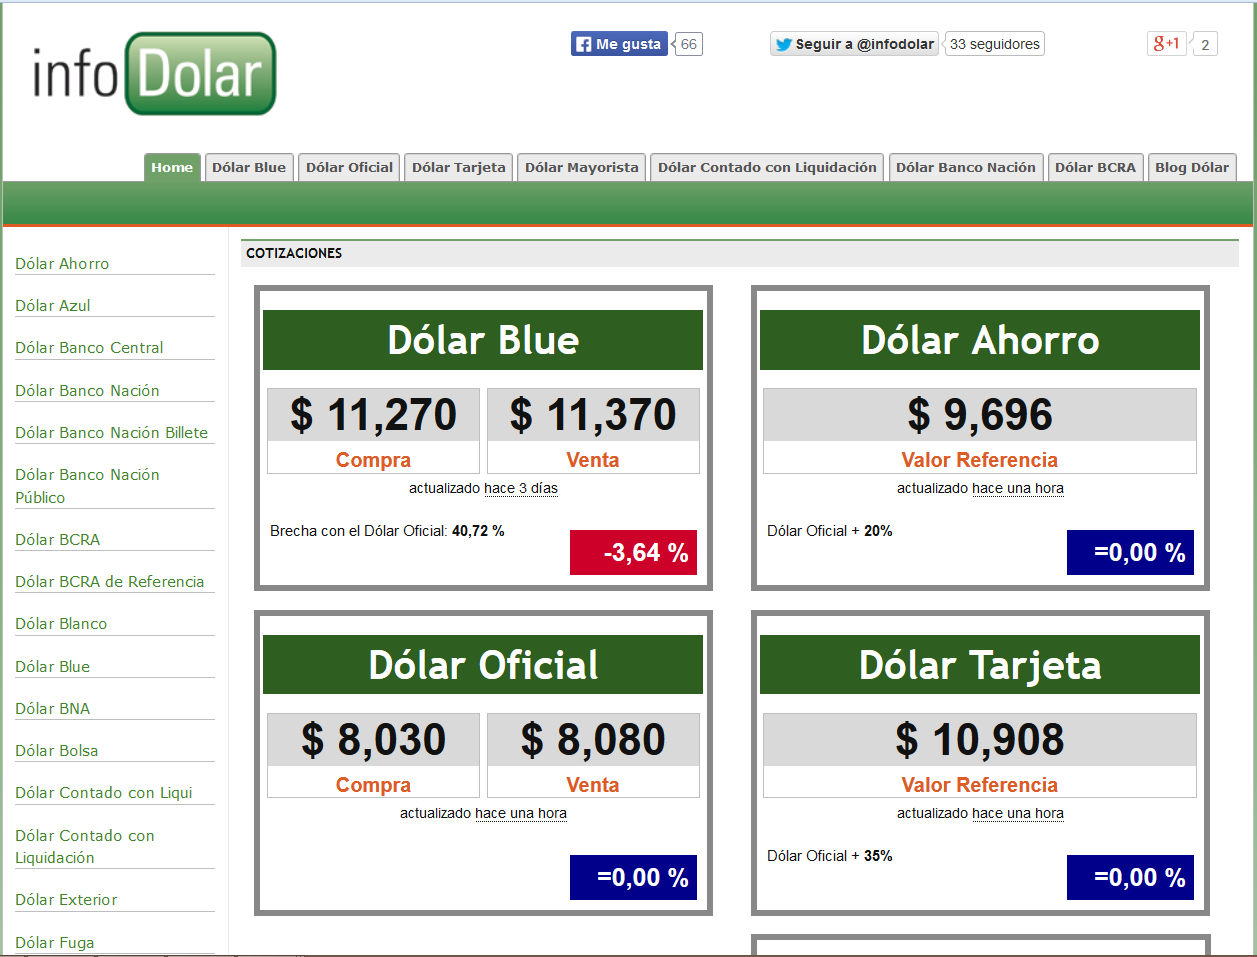 info Dolar
Me gusta 66
Seguir a @infodolar 33 seguidores
g+1 2
Home Dólar Blue Dólar Oficial Dólar Tarjeta Dólar Mayorista Dólar Contado con Liquidación Dólar Banco Nación Dólar BCRA Blog Dólar
Dólar Ahorro
Dólar Azul
Dólar Banco Central
Dólar Banco Nación
Dólar Banco Nación Billete
Dólar Banco Nación
Público
Dólar BCRA
Dólar BCRA de Referencia
Dólar Blanco
Dólar Blue
Dólar BNA
Dólar Bolsa
Dólar Contado con Liqui
Dólar Contado con
Liquidación
Dólar Exterior
Dólar Fuga
COTIZACIONES
Dólar Blue
$ 11,270 $ 11,370
Compra Venta
actualizado hace 3 días
Brecha con el Dólar Oficial: 40,72 %
-3,64 %
Dólar Ahorro
$ 9,696
Valor Referencia
actualizado hace una hora
Dólar Oficial + 20%
=0,00 %
Dólar Oficial
$ 8,030 $ 8,080
Compra Venta
actualizado hace una hora
=0,00 %
Dólar Tarjeta
$ 10,908
Valor Referencia
actualizado hace una hora
Dólar Oficial + 35%
=0,00 %